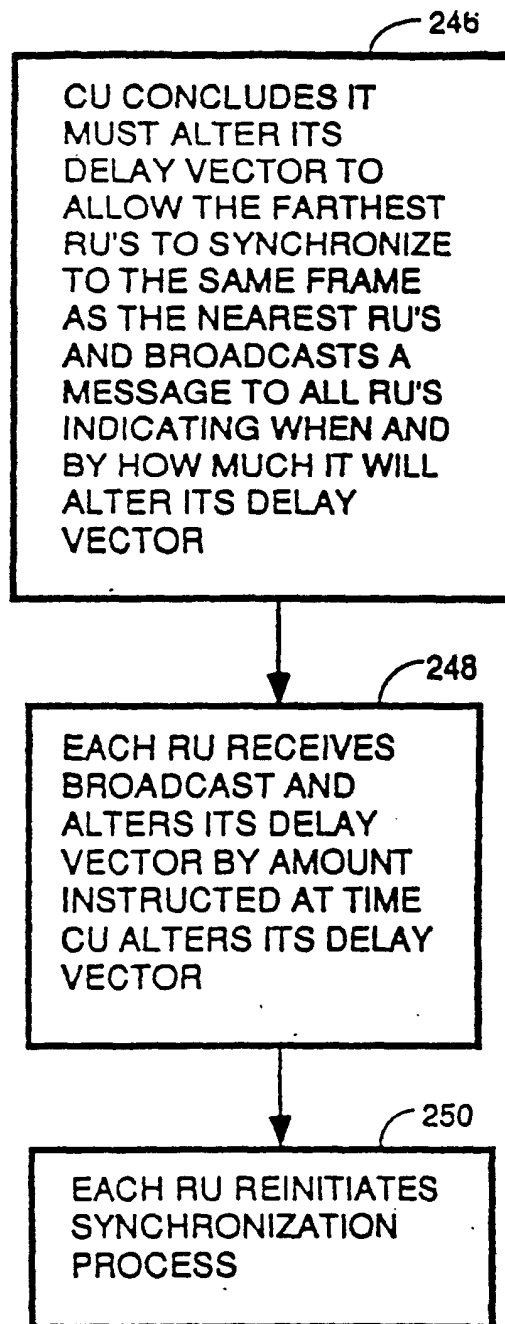 246
CU CONCLUDES IT
MUST ALTER ITS
DELAY VECTOR TO
ALLOW THE FARTHEST
RU'S TO SYNCHRONIZE
TO THE SAME FRAME
AS THE NEAREST RU'S
AND BROADCASTS A
MESSAGE TO ALL RU'S
INDICATING WHEN AND
BY HOW MUCH IT WILL
ALTER ITS DELAY
VECTOR
248
EACH RU RECEIVES
BROADCAST AND
ALTERS ITS DELAY
VECTOR BY AMOUNT
INSTRUCTED AT TIME
CU ALTERS ITS DELAY
VECTOR
250
EACH RU REINITIATES
SYNCHRONIZATION
PROCESS